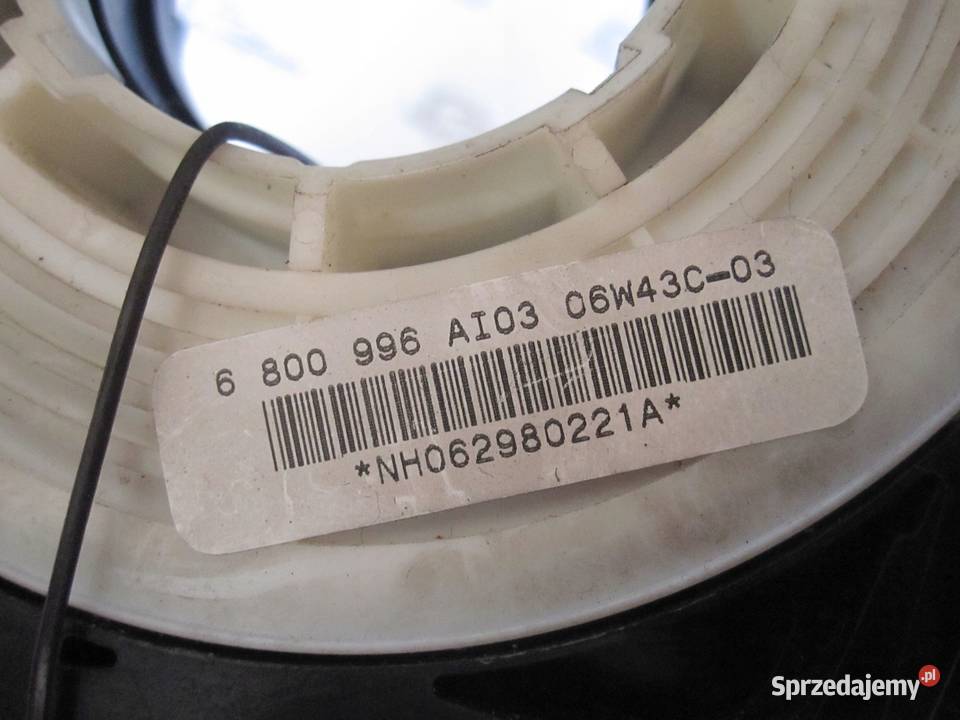 6 800 996 AI03 06W43C-03
*NH062980221A*
Sprzedajemy.pl